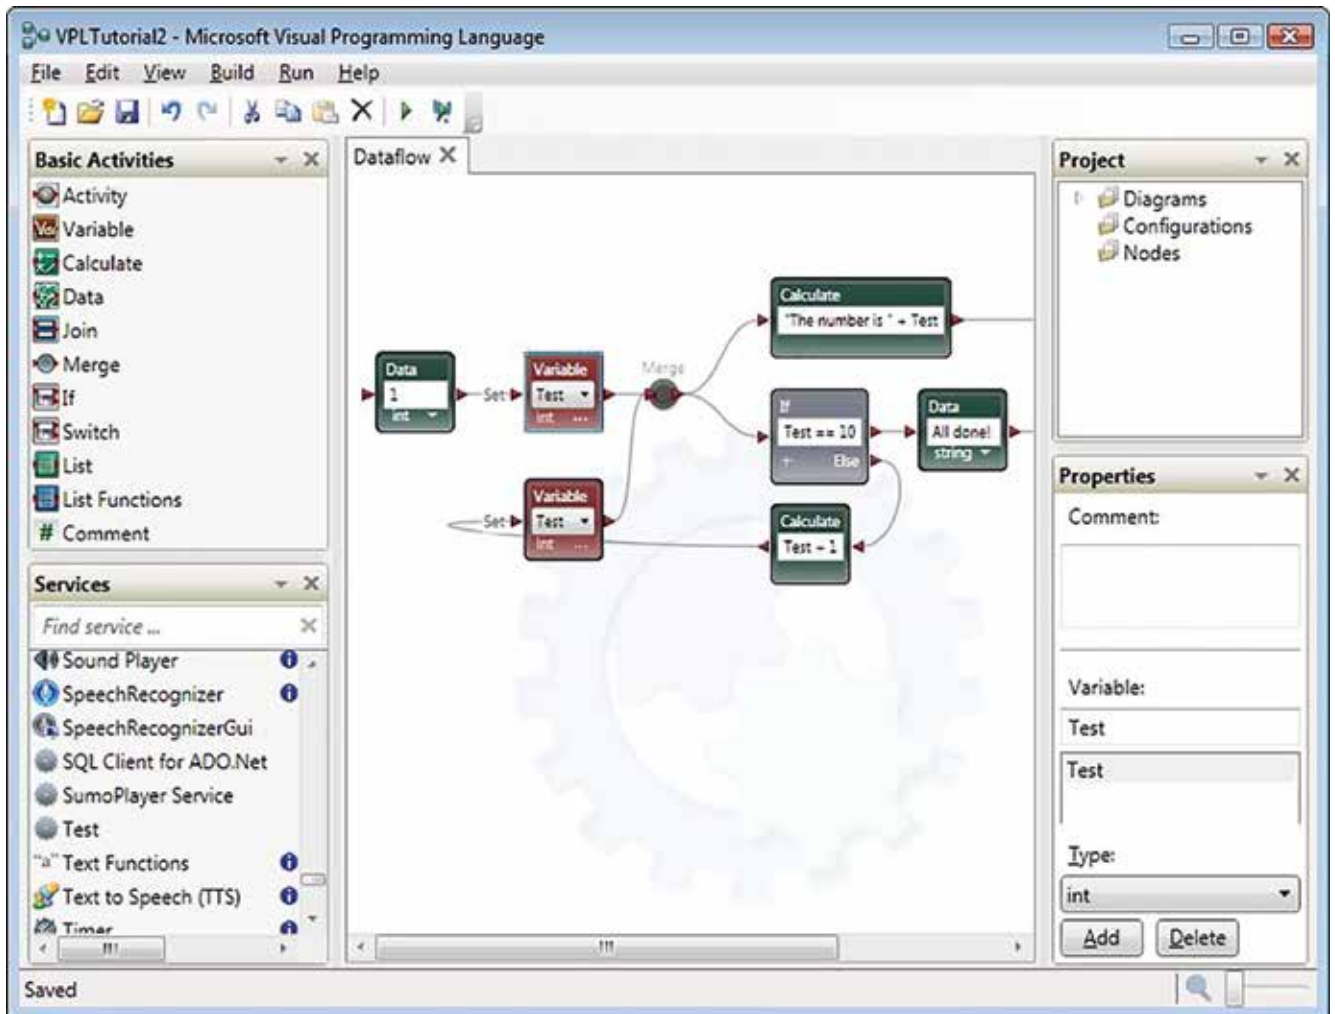 VPLTutorial2 - Microsoft Visual Programming Language
File Edit View Build Run Help
Basic Activities
Activity
Variable
Calculate
Data
Join
Merge
If
Switch
List
List Functions
# Comment
Services
Find service ...
Sound Player
SpeechRecognizer
SpeechRecognizerGui
SQL Client for ADO.Net
SumoPlayer Service
Test
"a" Text Functions
Text to Speech (TTS)
Timer
Dataflow
Data
1
int
Set
Variable
Test
int ...
Merge
Calculate
"The number is " + Test
If
Test == 10
+ Else
Data
All done!
string
Set
Variable
Test
int ...
Calculate
Test + 1
Project
Diagrams
Configurations
Nodes
Properties
Comment:
Variable:
Test
Test
Type:
int
Add Delete
Saved